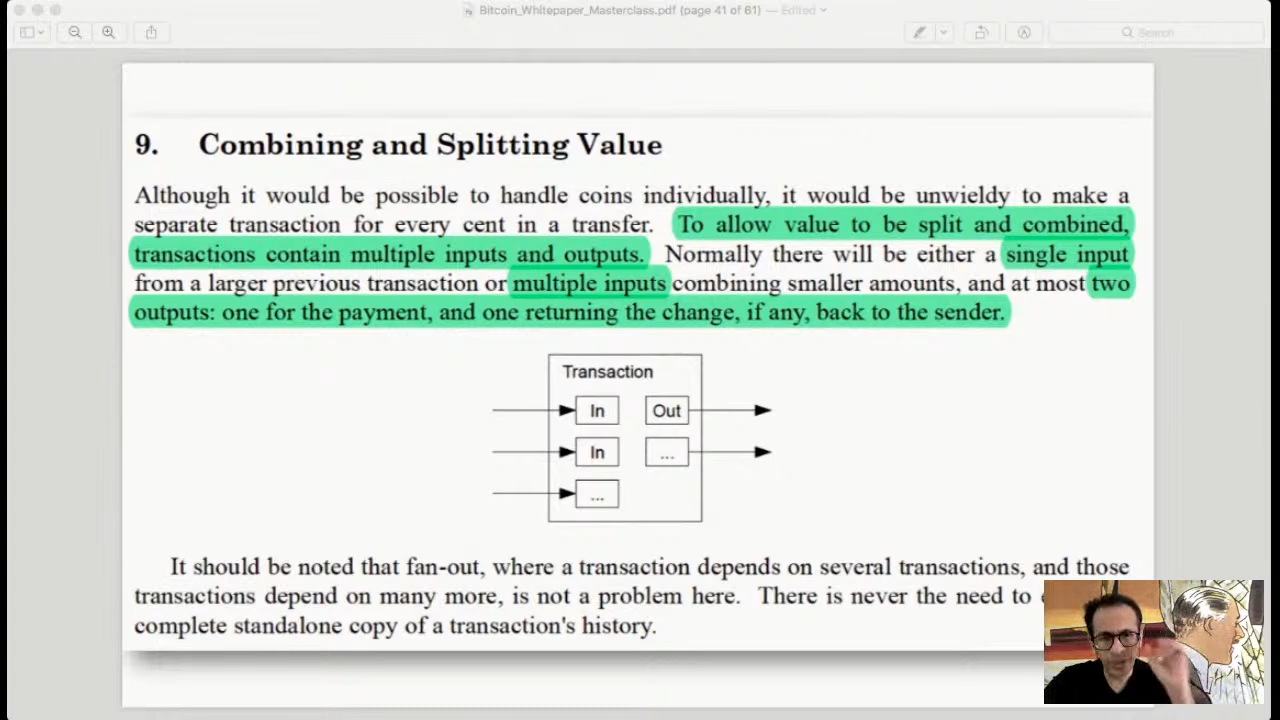 Bitcoin_Whitepaper_Masterclass.pdf (page 41 of 61) — Edited
Search
9. Combining and Splitting Value
Although it would be possible to handle coins individually, it would be unwieldy to make a
separate transaction for every cent in a transfer. To allow value to be split and combined,
transactions contain multiple inputs and outputs. Normally there will be either a single input
from a larger previous transaction or multiple inputs combining smaller amounts, and at most two
outputs: one for the payment, and one returning the change, if any, back to the sender.
Transaction
In Out
In ...
...
It should be noted that fan-out, where a transaction depends on several transactions, and those
transactions depend on many more, is not a problem here. There is never the need to
complete standalone copy of a transaction's history.